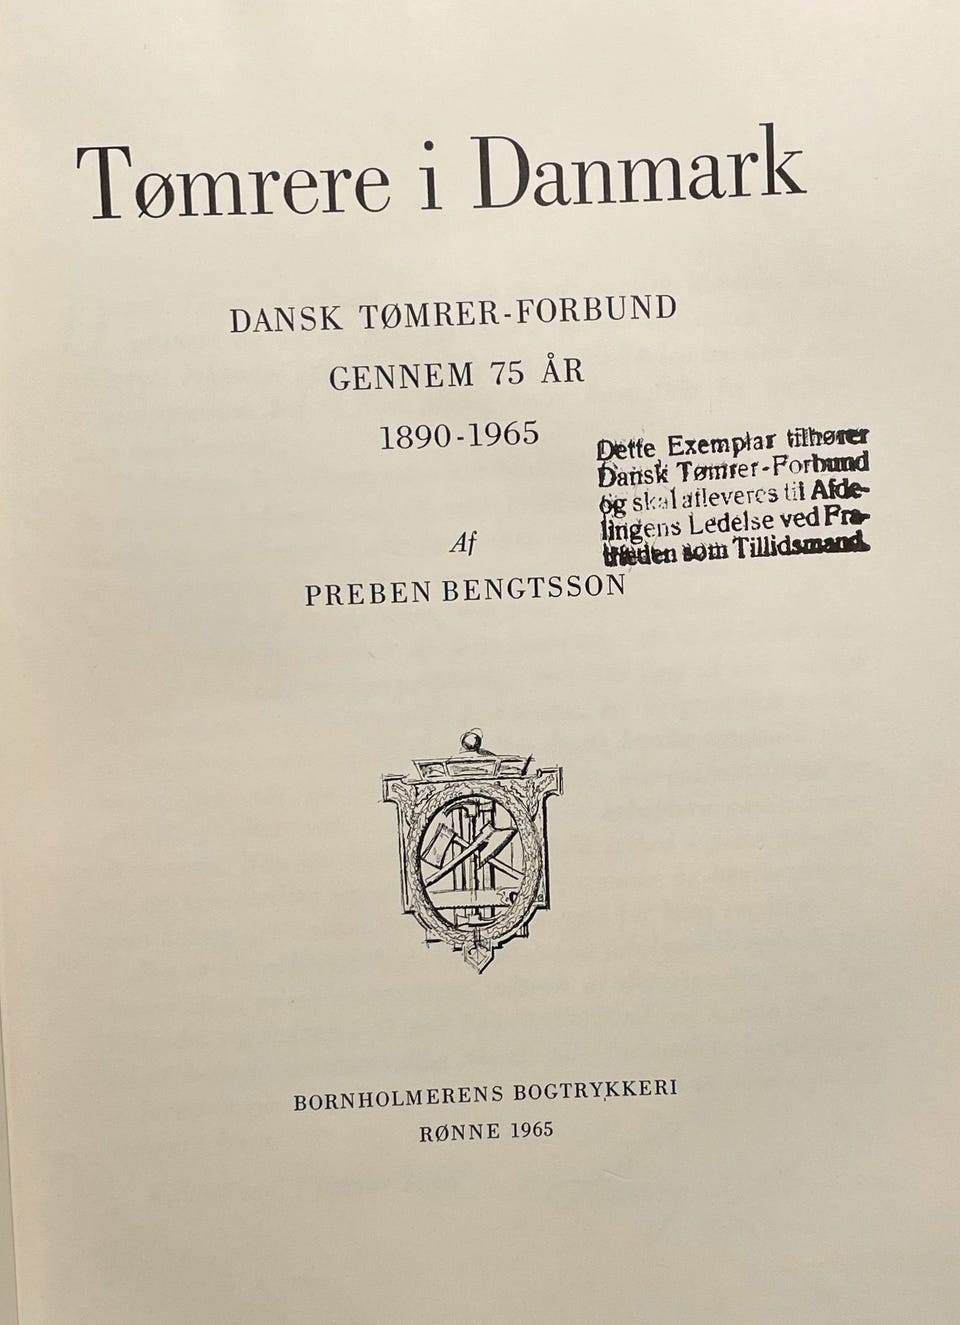 Tømrere i Danmark
DANSK TØMRER-FORBUND
GENNEM 75 ÅR
1890-1965
Dette Exemplar tilhører
Dansk Tømrer-Forbund
og skal afleveres til Afde-
lingens Ledelse ved Fra-
træden som Tillidsmand.
Af
PREBEN BENGTSSON
BORNHOLMERENS BOGTRYKKERI
RØNNE 1965